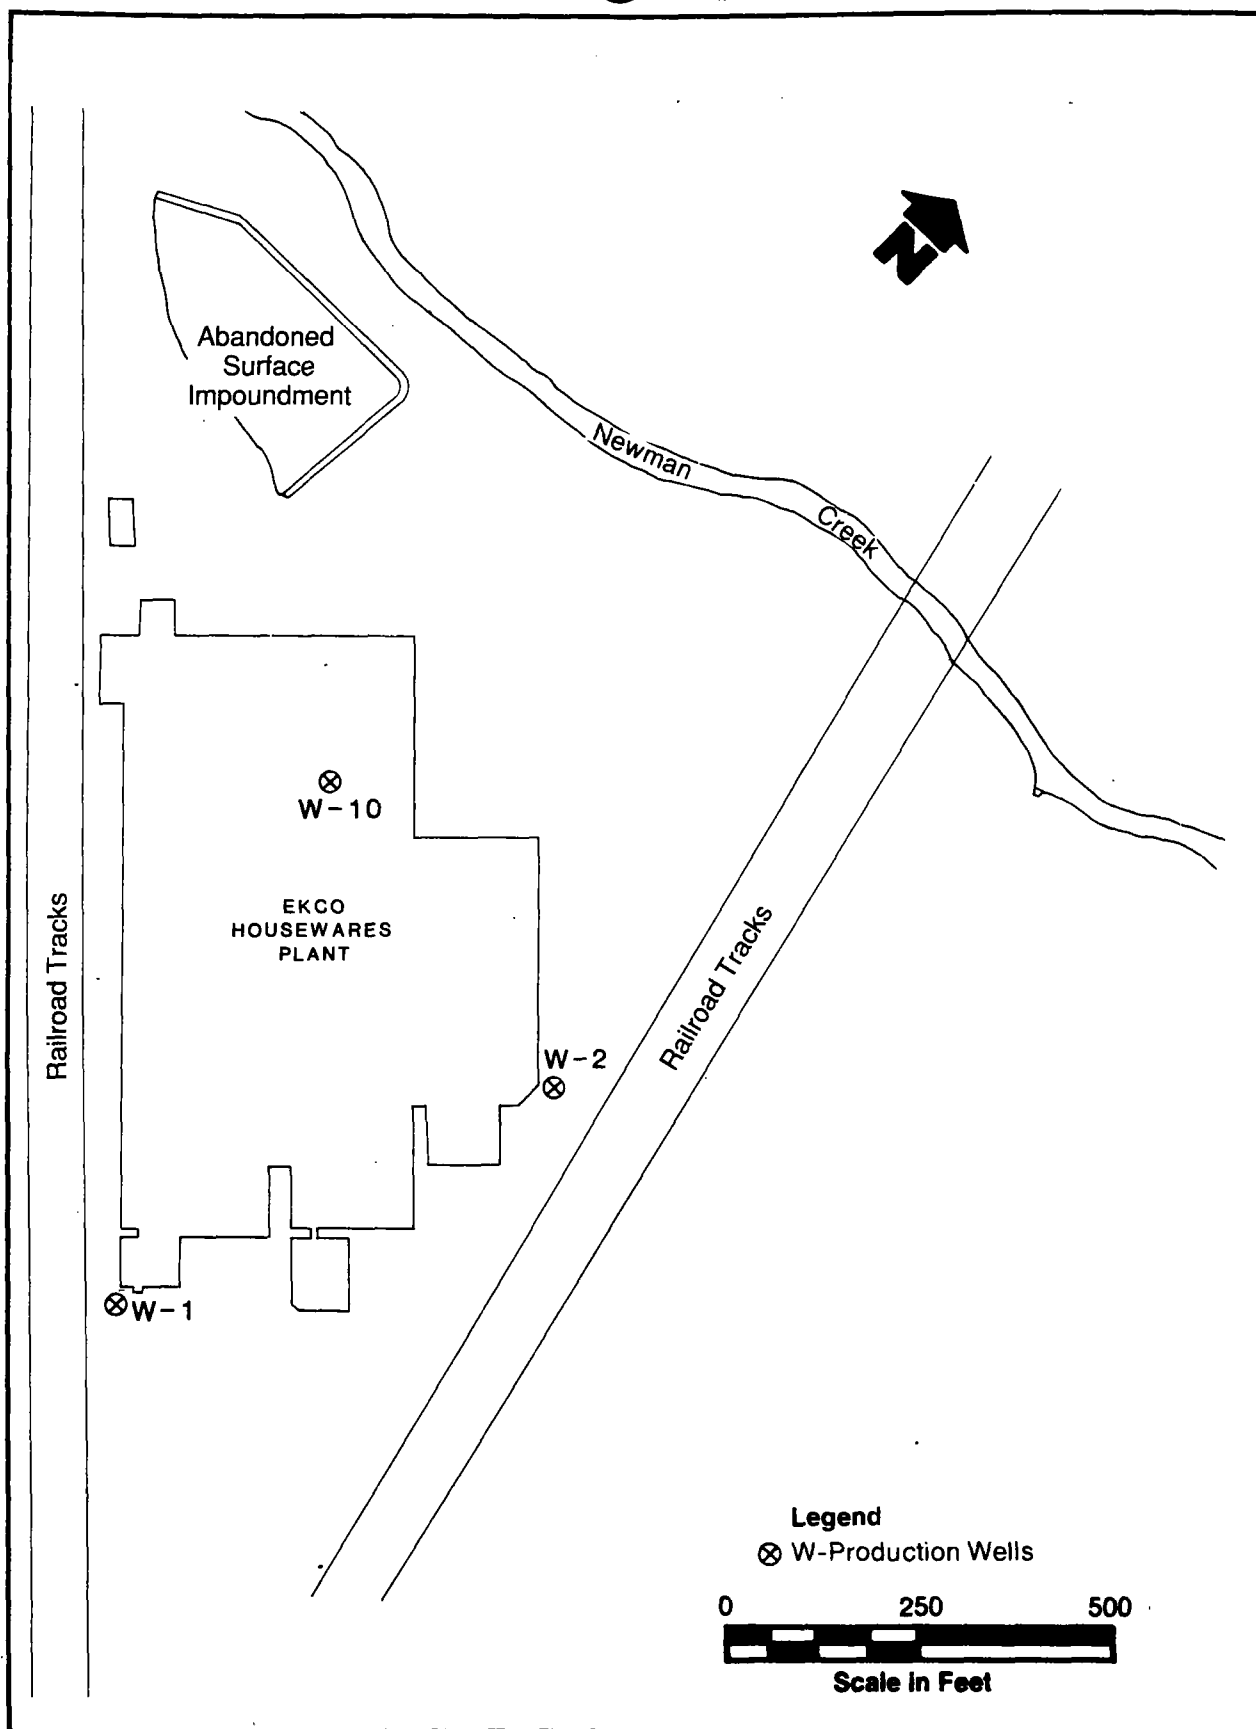 N
Abandoned
Surface
Impoundment
Newman
Creek
W-10
EKCO
HOUSEWARES
PLANT
Railroad Tracks
Railroad Tracks
W-2
W-1
Legend
W-Production Wells
0 250 500
Scale in Feet